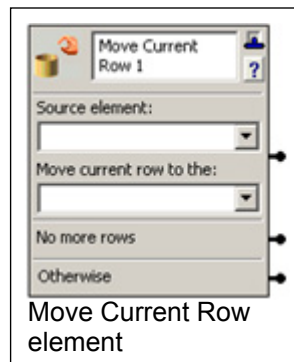 Move Current
Row 1
?
Source element:
Move current row to the:
No more rows
Otherwise
Move Current Row
element